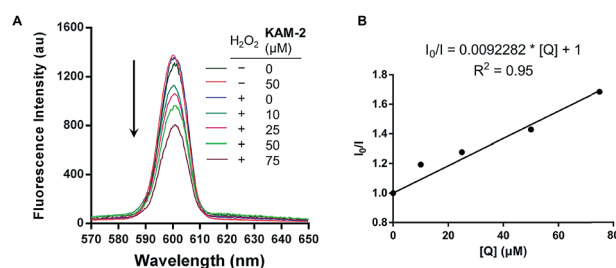 A
Fluorescence Intensity (au)
1600
1200
800
400
0
570 580 590 600 610 620 630 640 650
Wavelength (nm)
H₂O₂ KAM-2
(μM)
− 0
− 50
+ 0
+ 10
+ 25
+ 50
+ 75
B
I₀/I = 0.0092282 * [Q] + 1
R² = 0.95
I₀/I
1.8
1.6
1.4
1.2
1.0
0.8
0 20 40 60 80
[Q] (μM)